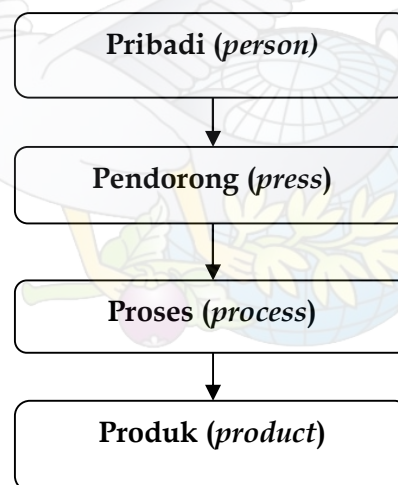 Pribadi (person)
Pendorong (press)
Proses (process)
Produk (product)